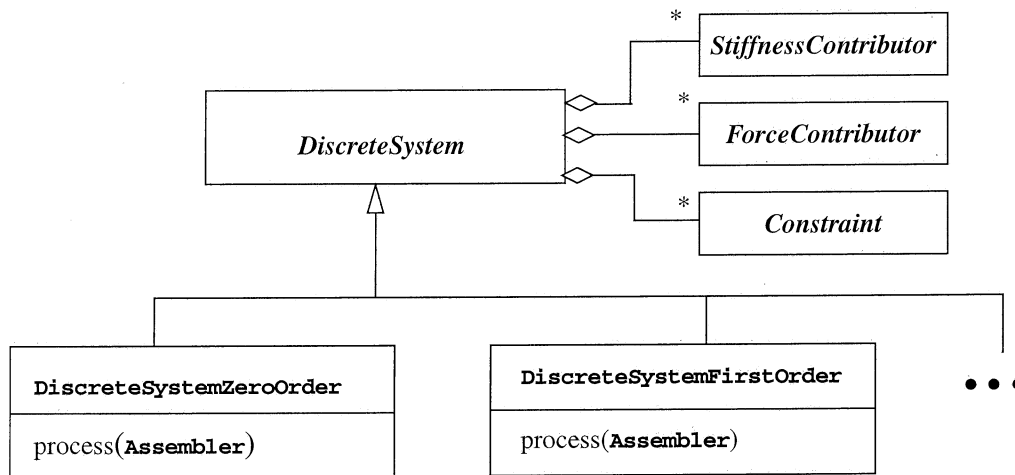 *
StiffnessContributor
*
DiscreteSystem
ForceContributor
*
Constraint
DiscreteSystemZeroOrder
process(Assembler)
DiscreteSystemFirstOrder
process(Assembler)
• • •